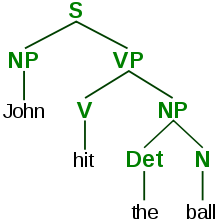 S
NP VP
John V NP
hit Det N
the ball